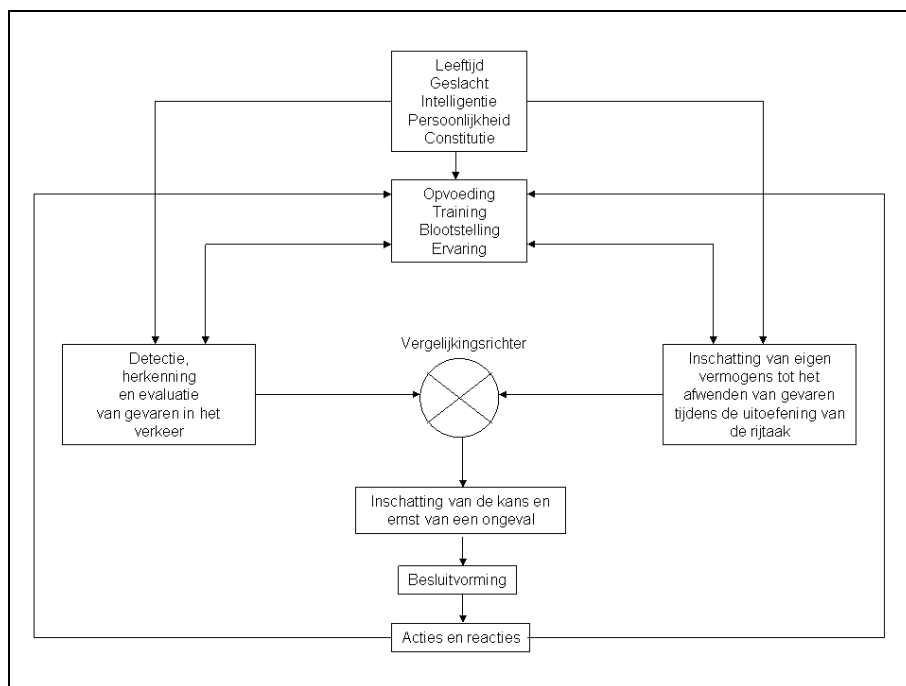 Leeftijd
Geslacht
Intelligentie
Persoonlijkheid
Constitutie
Opvoeding
Training
Blootstelling
Ervaring
Vergelijkingsrichter
Detectie,
herkenning
en evaluatie
van gevaren in het
verkeer
Inschatting van eigen
vermogens tot het
afwenden van gevaren
tijdens de uitoefening van
de rijtaak
Inschatting van de kans en
ernst van een ongeval
Besluitvorming
Acties en reacties